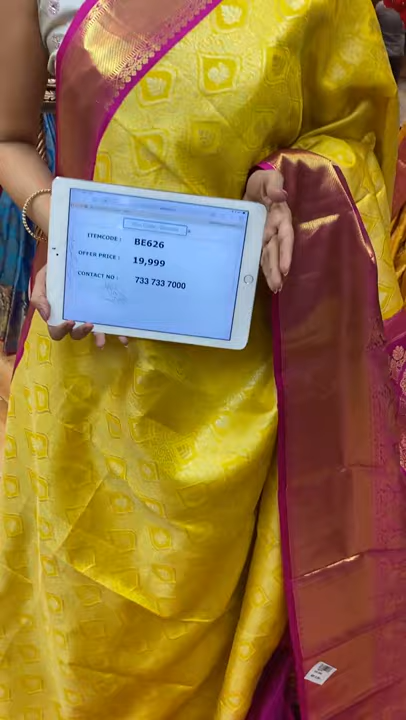 ITEMCODE : BE626
OFFER PRICE : 19,999
CONTACT NO : 733 733 7000